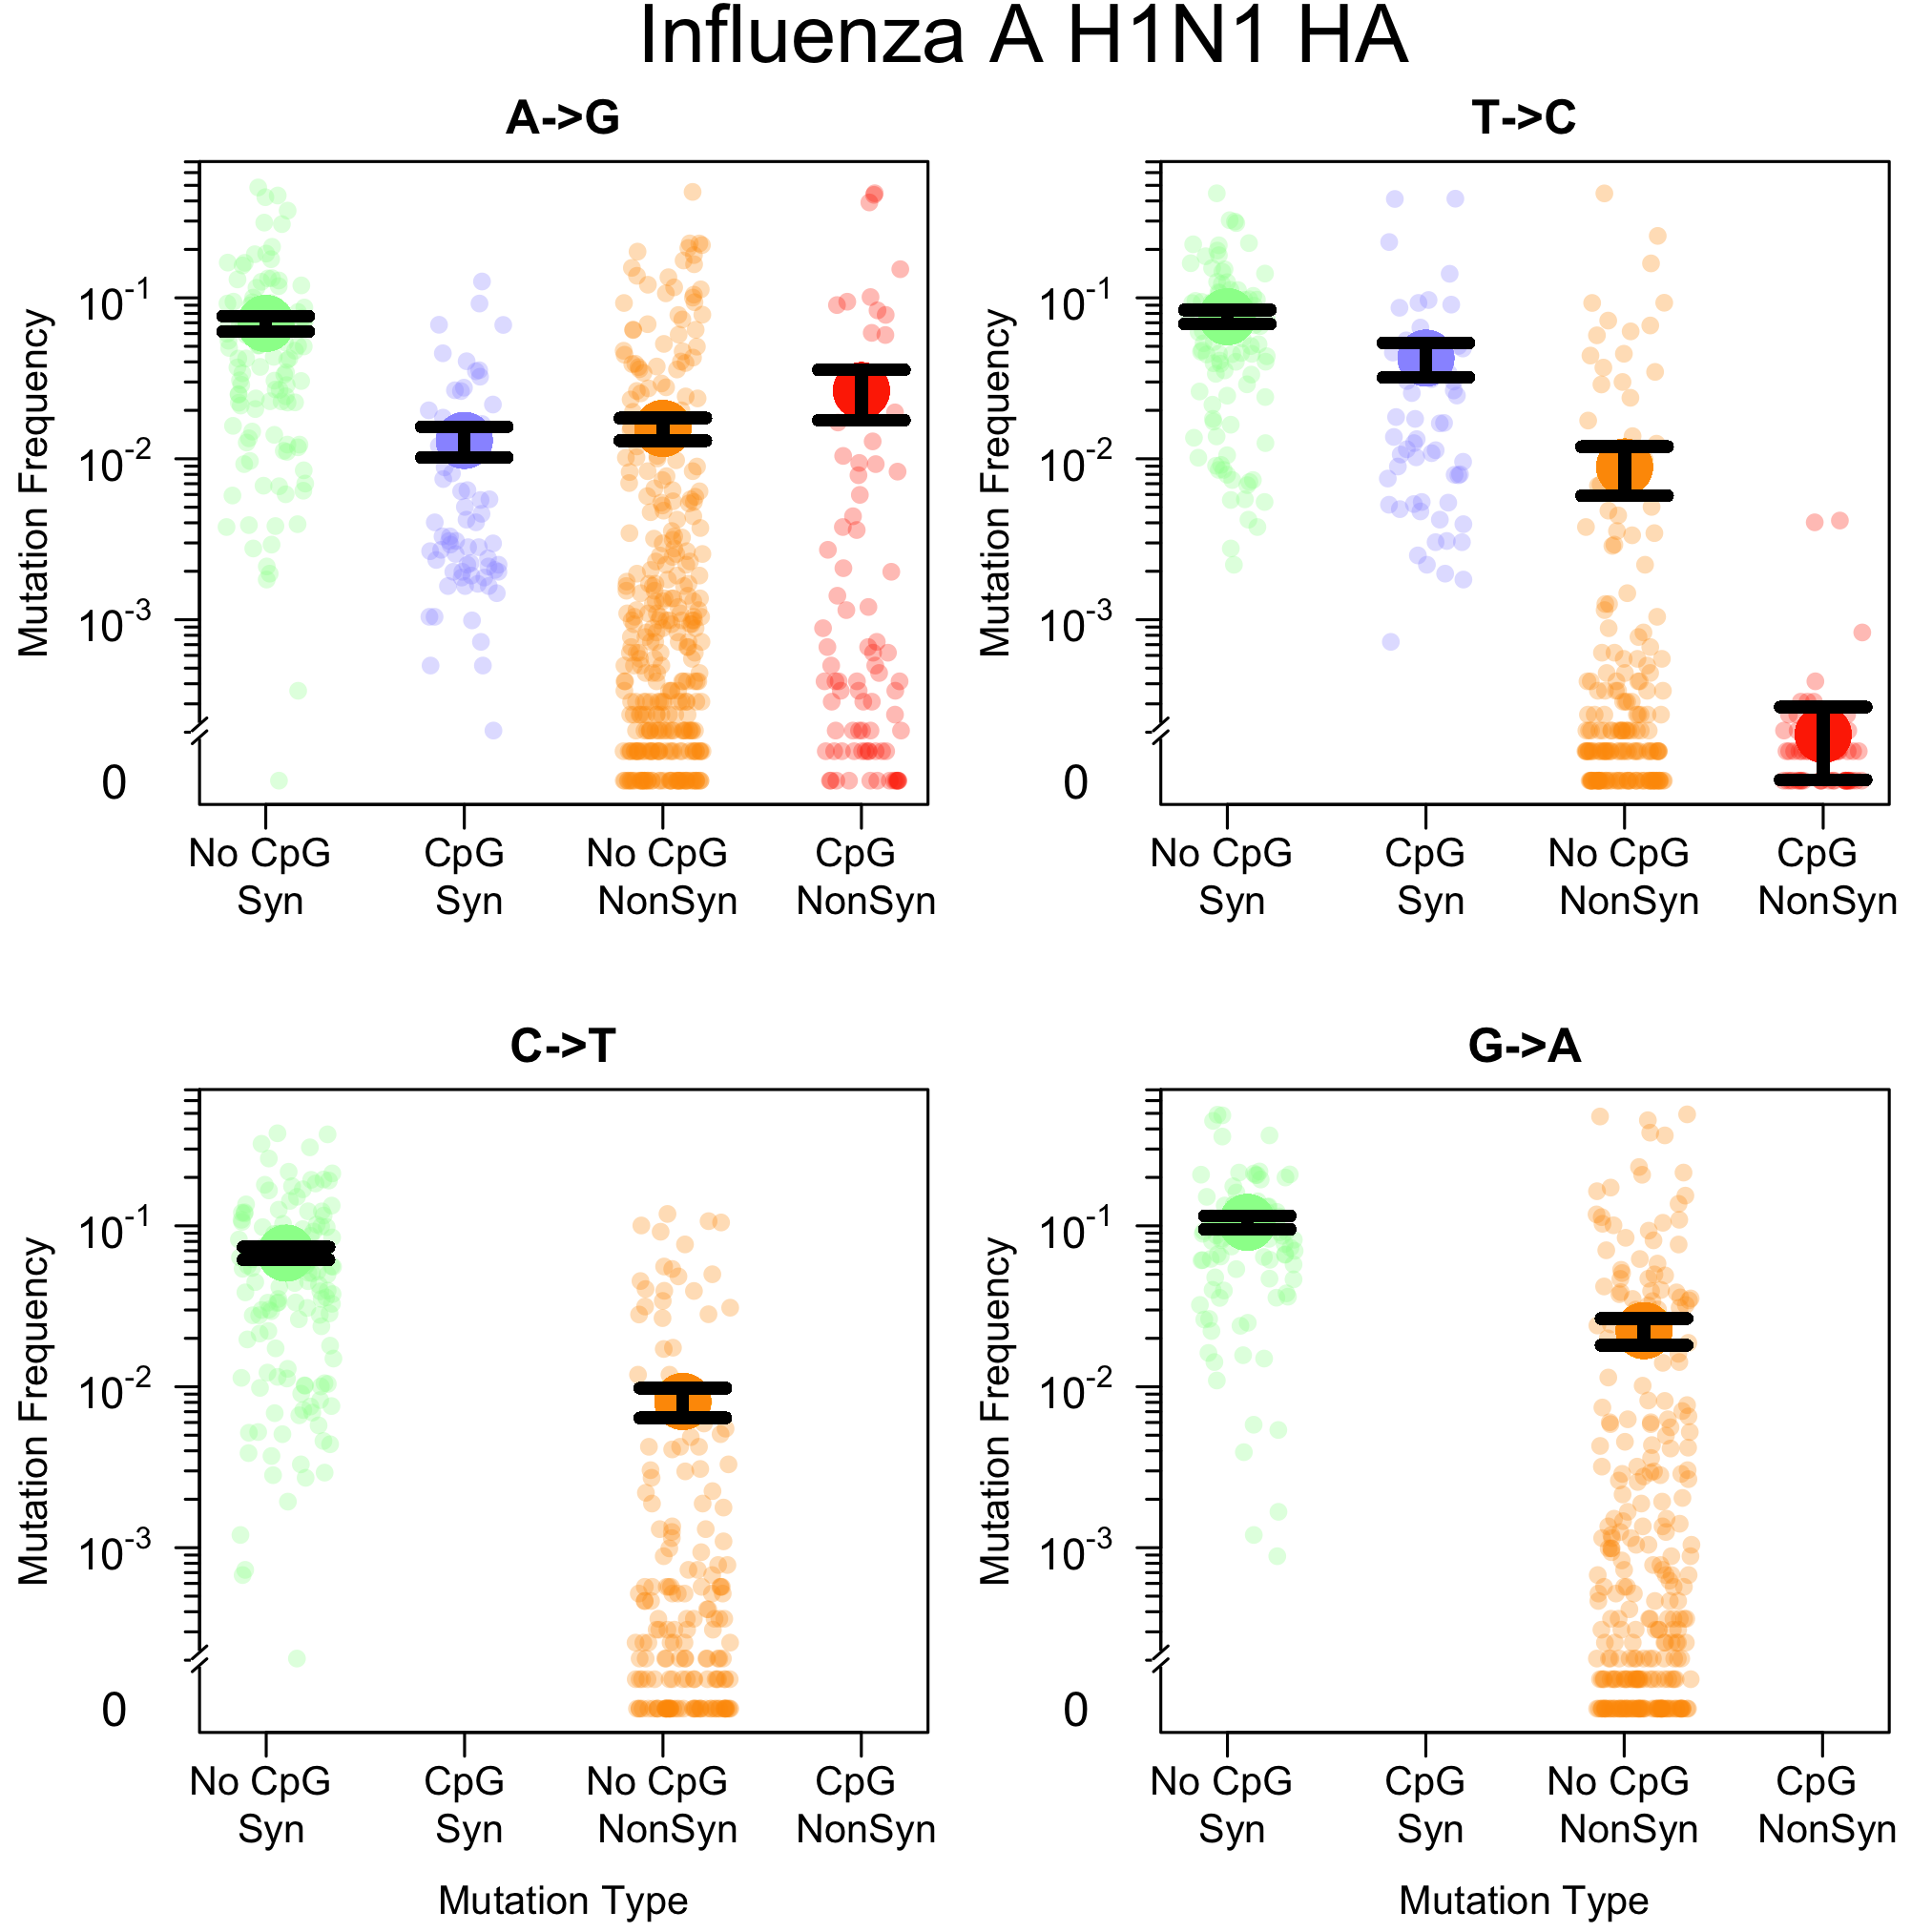 Influenza A H1N1 HA
A->G
Mutation Frequency
10-1
10-2
10-3
0
No CpG CpG No CpG CpG
Syn Syn NonSyn NonSyn
T->C
Mutation Frequency
10-1
10-2
10-3
0
No CpG CpG No CpG CpG
Syn Syn NonSyn NonSyn
C->T
Mutation Frequency
10-1
10-2
10-3
0
No CpG CpG No CpG CpG
Syn Syn NonSyn NonSyn
Mutation Type
G->A
Mutation Frequency
10-1
10-2
10-3
0
No CpG CpG No CpG CpG
Syn Syn NonSyn NonSyn
Mutation Type